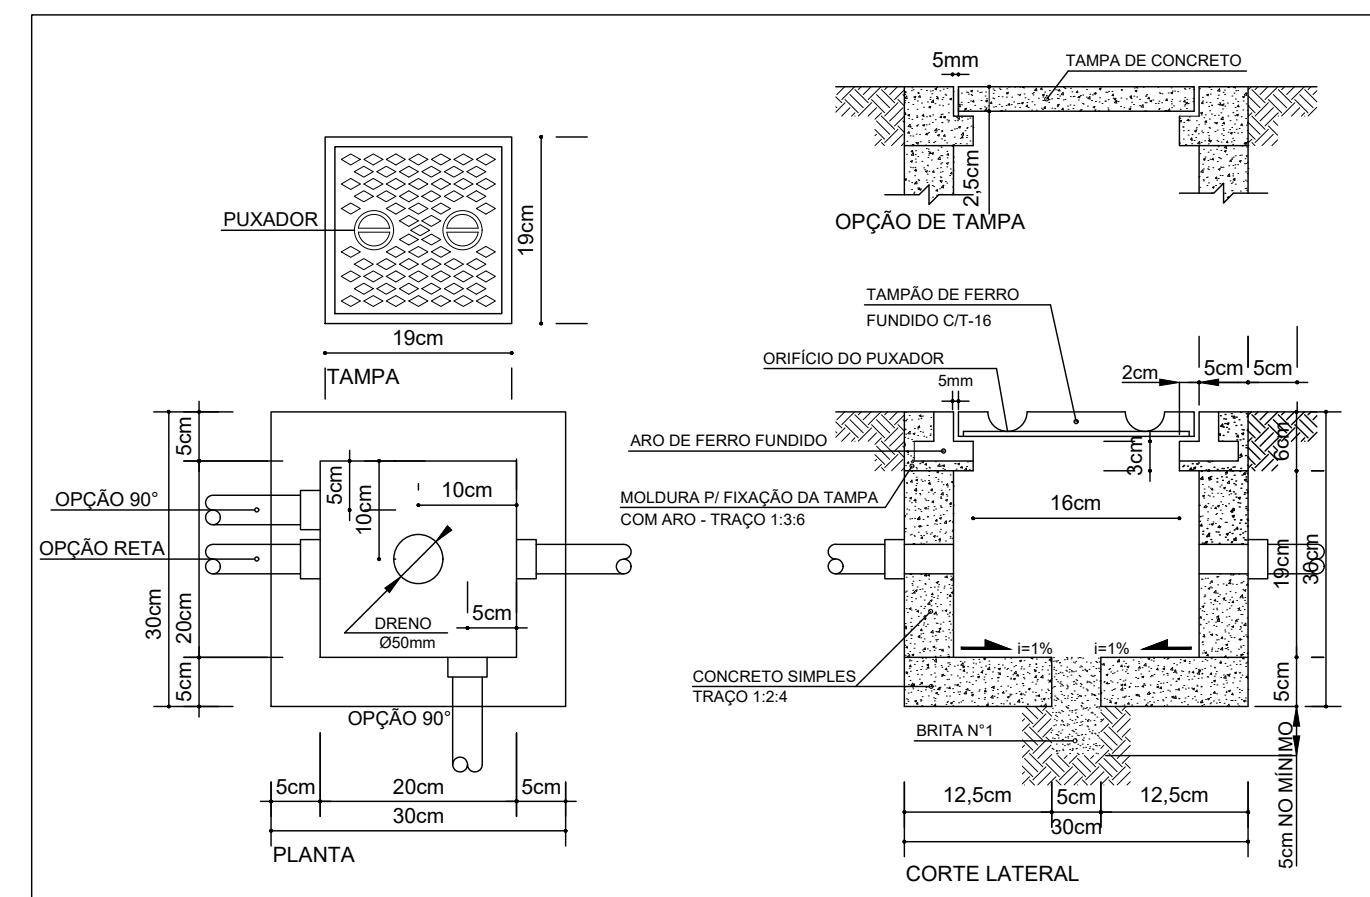 PUXADOR
19cm
19cm
TAMPA
5mm
TAMPA DE CONCRETO
2,5cm
OPÇÃO DE TAMPA
5cm
OPÇÃO 90°
OPÇÃO RETA
5cm
10cm
10cm
DRENO
Ø50mm
5cm
30cm
20cm
5cm
OPÇÃO 90°
5cm
20cm
5cm
30cm
PLANTA
TAMPÃO DE FERRO
FUNDIDO C/T-16
ORIFÍCIO DO PUXADOR
5mm
2cm
5cm
5cm
ARO DE FERRO FUNDIDO
3cm
6cm
MOLDURA P/ FIXAÇÃO DA TAMPA
COM ARO - TRAÇO 1:3:6
16cm
19cm
30cm
i=1%
i=1%
CONCRETO SIMPLES
TRAÇO 1:2:4
5cm
BRITA N°1
5cm NO MÍNIMO
12,5cm
5cm
12,5cm
30cm
CORTE LATERAL